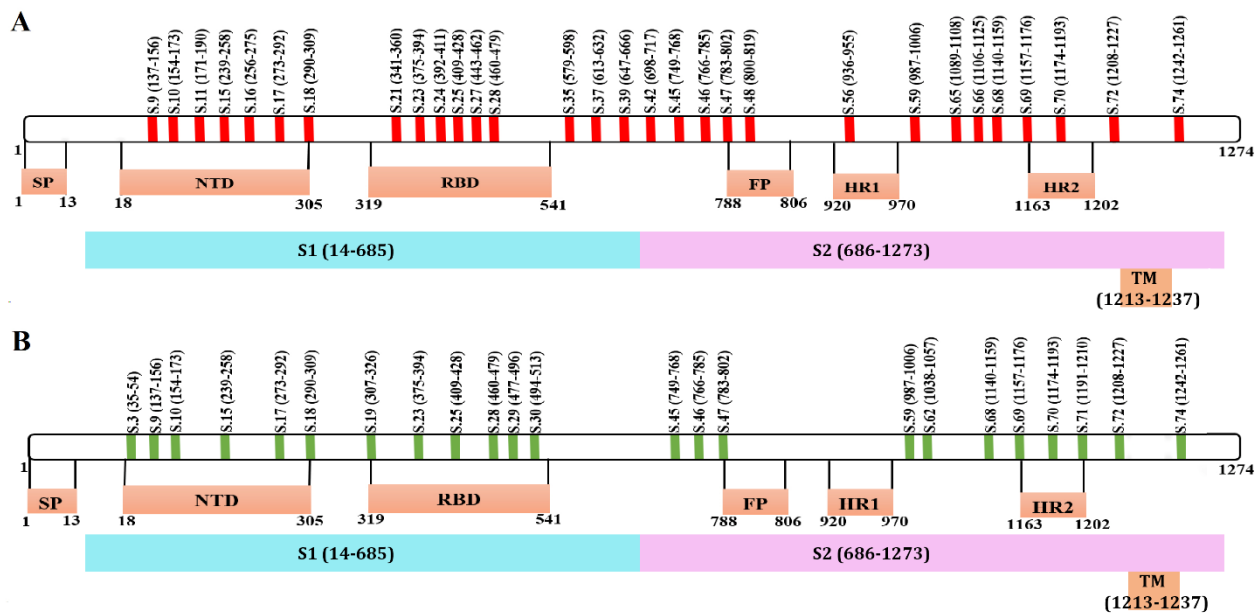 A
S.9 (137-156)
S.10 (154-173)
S.11 (171-190)
S.15 (239-258)
S.16 (256-275)
S.17 (273-292)
S.18 (290-309)
S.21 (341-360)
S.23 (375-394)
S.24 (392-411)
S.25 (409-428)
S.27 (443-462)
S.28 (460-479)
S.35 (579-598)
S.37 (613-632)
S.39 (647-666)
S.42 (698-717)
S.45 (749-768)
S.46 (766-785)
S.47 (783-802)
S.48 (800-819)
S.56 (936-955)
S.59 (987-1006)
S.65 (1089-1108)
S.66 (1106-1125)
S.68 (1140-1159)
S.69 (1157-1176)
S.70 (1174-1193)
S.72 (1208-1227)
S.74 (1242-1261)
1 1274
SP NTD RBD FP HR1 HR2
1 13 18 305 319 541 788 806 920 970 1163 1202
S1 (14-685) S2 (686-1273)
TM
(1213-1237)
B
S.3 (35-54)
S.9 (137-156)
S.10 (154-173)
S.15 (239-258)
S.17 (273-292)
S.18 (290-309)
S.19 (307-326)
S.23 (375-394)
S.25 (409-428)
S.28 (460-479)
S.29 (477-496)
S.30 (494-513)
S.45 (749-768)
S.46 (766-785)
S.47 (783-802)
S.59 (987-1006)
S.62 (1038-1057)
S.68 (1140-1159)
S.69 (1157-1176)
S.70 (1174-1193)
S.71 (1191-1210)
S.72 (1208-1227)
S.74 (1242-1261)
1 1274
SP NTD RBD FP HR1 HR2
1 13 18 305 319 541 788 806 920 970 1163 1202
S1 (14-685) S2 (686-1273)
TM
(1213-1237)